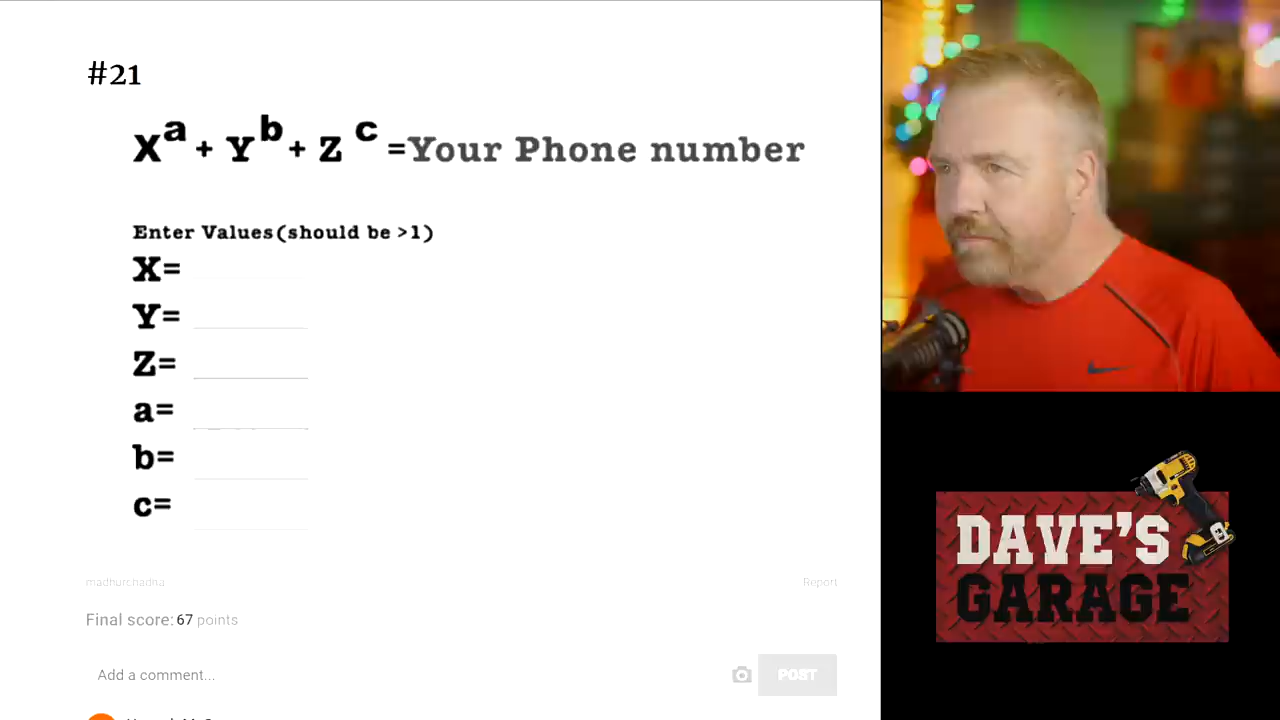 #21
Xᵃ + Yᵇ + Z ᶜ =Your Phone number
Enter Values(should be >1)
X=
Y=
Z=
a=
b=
c=
madhurchadha Report
Final score: 67 points
Add a comment...
POST
DAVE'S
GARAGE